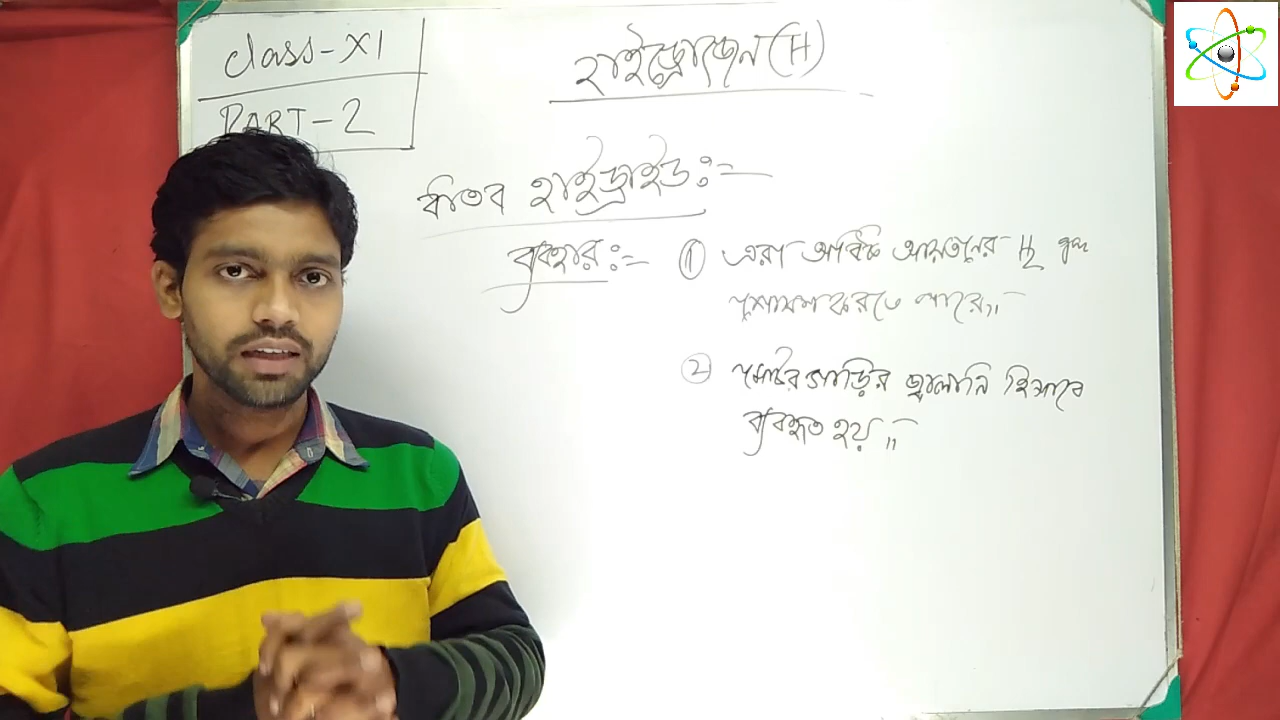 Class-XI
PART-2
হাইড্রোজেন (H)
ধাতব হাইড্রাইড:-
ব্যবহার:- ① এরা অধিক আয়তনের H₂
শোষণ করতে পারে।
② মোটরগাড়ির জ্বালানি হিসাবে
ব্যবহৃত হয়।